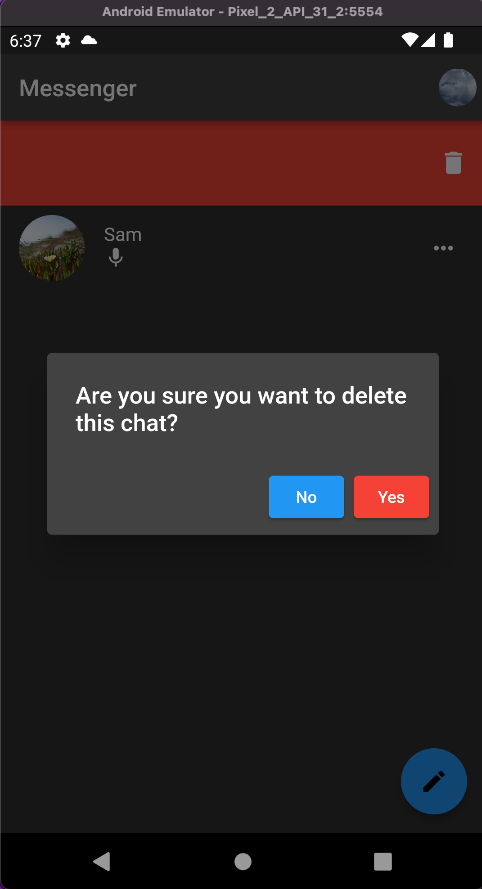 Android Emulator - Pixel_2_API_31_2:5554
6:37
Messenger
Sam
Are you sure you want to delete
this chat?
No Yes